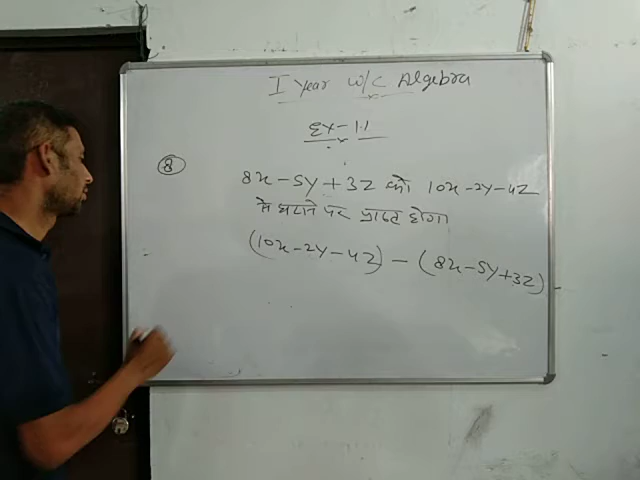 I Year W/C Algebra
Ex-1.1
8
8x-5y+3z को 10x-2y-4z
से घटाने पर प्राप्त होगा
(10x-2y-4z) - (8x-5y+3z)